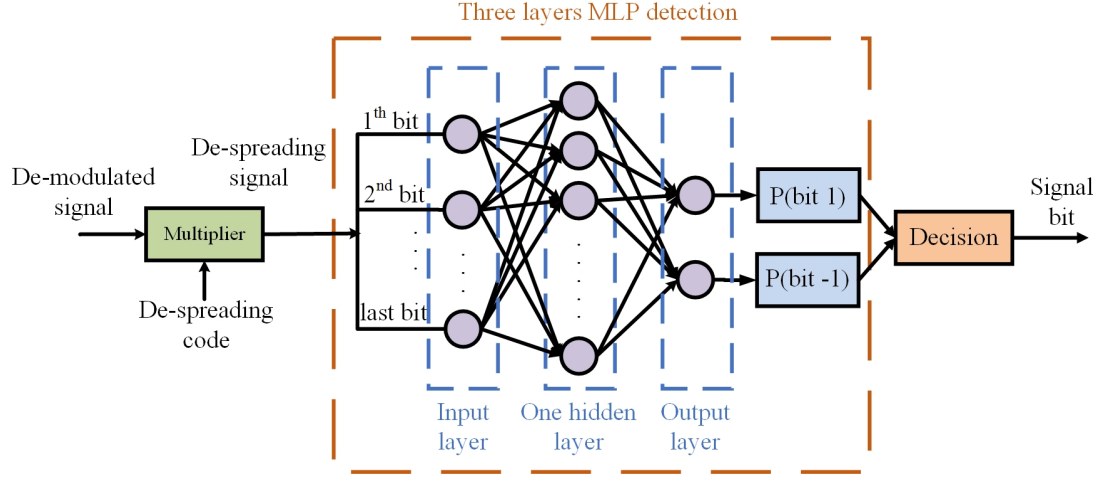 Three layers MLP detection
1th bit
De-spreading
signal
De-modulated
signal
2nd bit
Multiplier
De-spreading
code
last bit
P(bit 1)
P(bit -1)
Decision
Signal
bit
Input
layer
One hidden
layer
Output
layer